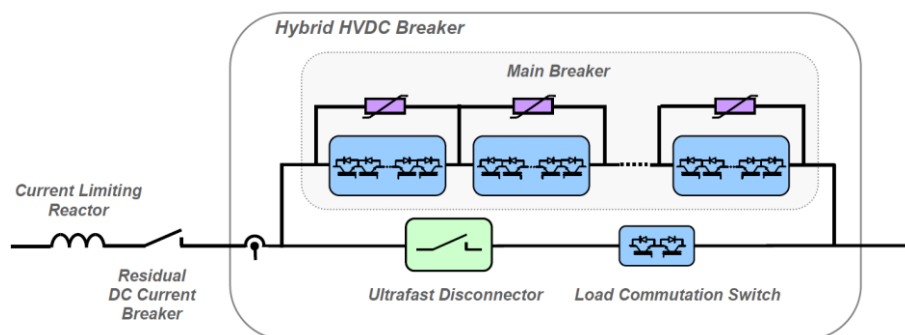 Hybrid HVDC Breaker
Main Breaker
Current Limiting
Reactor
Residual
DC Current
Breaker
Ultrafast Disconnector
Load Commutation Switch